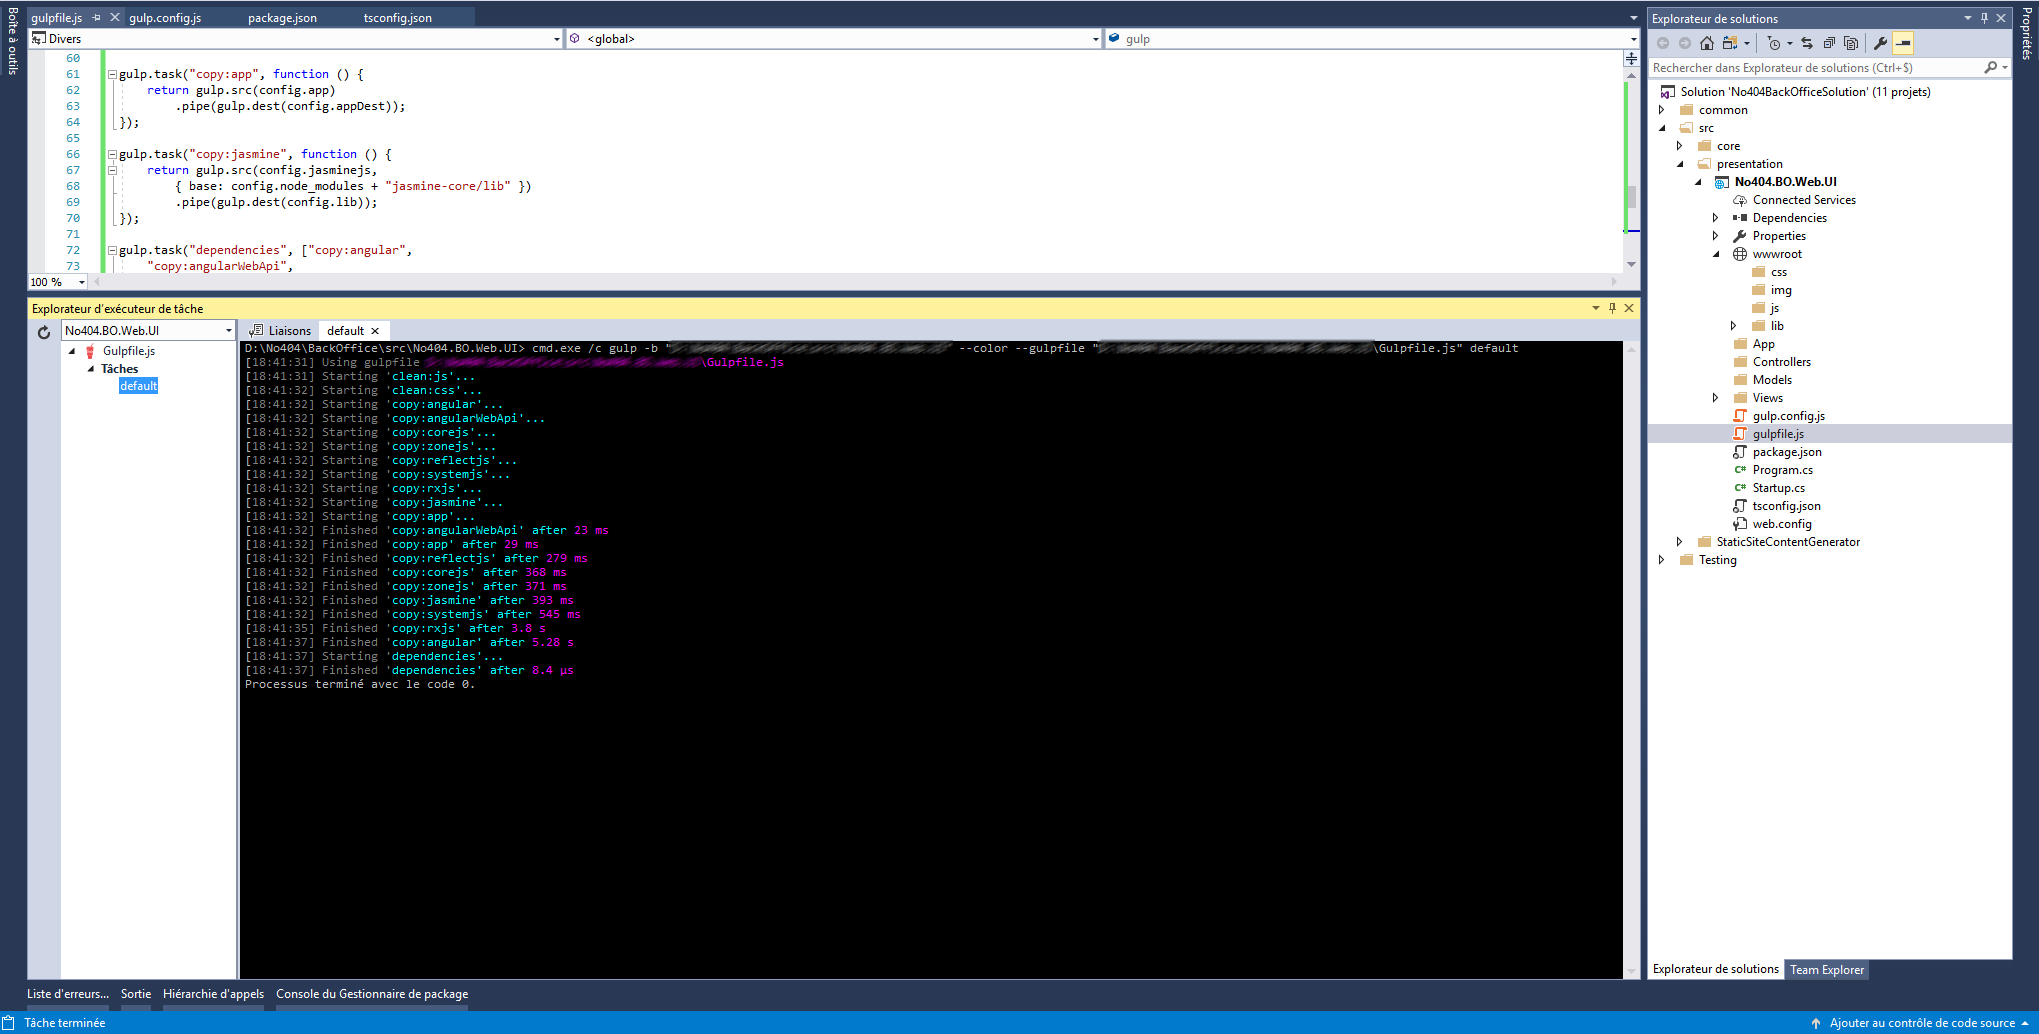 Boîte à outils
gulpfile.js
gulp.config.js
package.json
tsconfig.json
Divers
<global>
gulp
60
61 gulp.task("copy:app", function () {
62 return gulp.src(config.app)
63 .pipe(gulp.dest(config.appDest));
64 });
65
66 gulp.task("copy:jasmine", function () {
67 return gulp.src(config.jasminejs,
68 { base: config.node_modules + "jasmine-core/lib" })
69 .pipe(gulp.dest(config.lib));
70 });
71
72 gulp.task("dependencies", ["copy:angular",
73 "copy:angularWebApi",
100 %
Explorateur d'exécuteur de tâche
No404.BO.Web.UI
Gulpfile.js
Tâches
default
Liaisons
default
D:\No404\BackOffice\src\No404.BO.Web.UI> cmd.exe /c gulp -b " --color --gulpfile " \Gulpfile.js" default
[18:41:31] Using gulpfile \Gulpfile.js
[18:41:31] Starting 'clean:js'...
[18:41:32] Starting 'clean:css'...
[18:41:32] Starting 'copy:angular'...
[18:41:32] Starting 'copy:angularWebApi'...
[18:41:32] Starting 'copy:corejs'...
[18:41:32] Starting 'copy:zonejs'...
[18:41:32] Starting 'copy:reflectjs'...
[18:41:32] Starting 'copy:systemjs'...
[18:41:32] Starting 'copy:rxjs'...
[18:41:32] Starting 'copy:jasmine'...
[18:41:32] Starting 'copy:app'...
[18:41:32] Finished 'copy:angularWebApi' after 23 ms
[18:41:32] Finished 'copy:app' after 29 ms
[18:41:32] Finished 'copy:reflectjs' after 279 ms
[18:41:32] Finished 'copy:corejs' after 368 ms
[18:41:32] Finished 'copy:zonejs' after 371 ms
[18:41:32] Finished 'copy:jasmine' after 393 ms
[18:41:32] Finished 'copy:systemjs' after 545 ms
[18:41:35] Finished 'copy:rxjs' after 3.8 s
[18:41:37] Finished 'copy:angular' after 5.28 s
[18:41:37] Starting 'dependencies'...
[18:41:37] Finished 'dependencies' after 8.4 µs
Processus terminé avec le code 0.
Liste d'erreurs...
Sortie
Hiérarchie d'appels
Console du Gestionnaire de package
Tâche terminée
Explorateur de solutions
Rechercher dans Explorateur de solutions (Ctrl+$)
Solution 'No404BackOfficeSolution' (11 projets)
common
src
core
presentation
No404.BO.Web.UI
Connected Services
Dependencies
Properties
wwwroot
css
img
js
lib
App
Controllers
Models
Views
gulp.config.js
gulpfile.js
package.json
C# Program.cs
C# Startup.cs
tsconfig.json
web.config
StaticSiteContentGenerator
Testing
Explorateur de solutions
Team Explorer
Ajouter au contrôle de code source
Propriétés